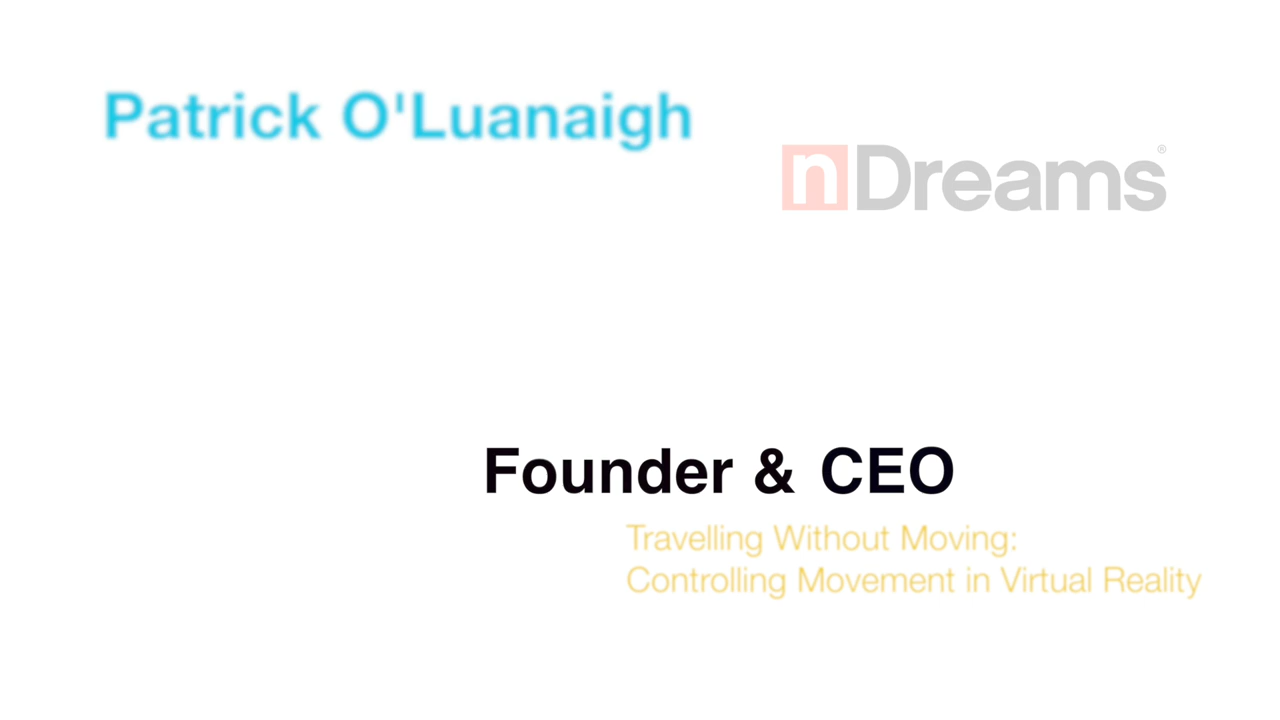 Patrick O'Luanaigh
nDreams®
Founder & CEO
Travelling Without Moving:
Controlling Movement in Virtual Reality